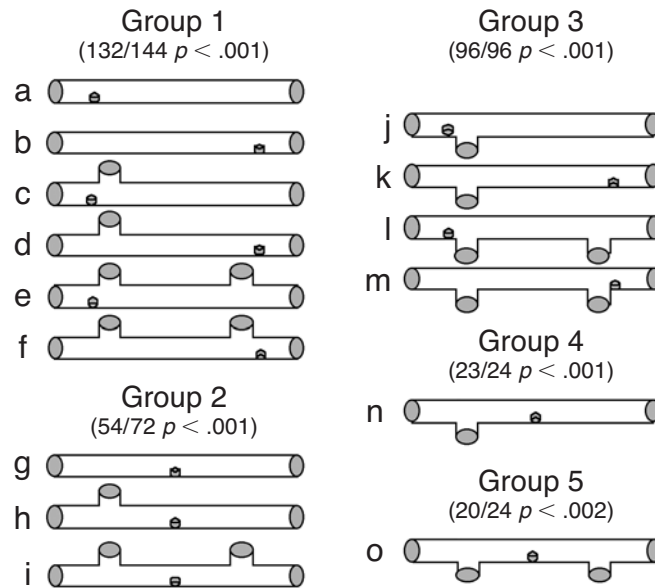 Group 1
(132/144 p < .001)
a
b
c
d
e
f
Group 2
(54/72 p < .001)
g
h
i
Group 3
(96/96 p < .001)
j
k
l
m
Group 4
(23/24 p < .001)
n
Group 5
(20/24 p < .002)
o